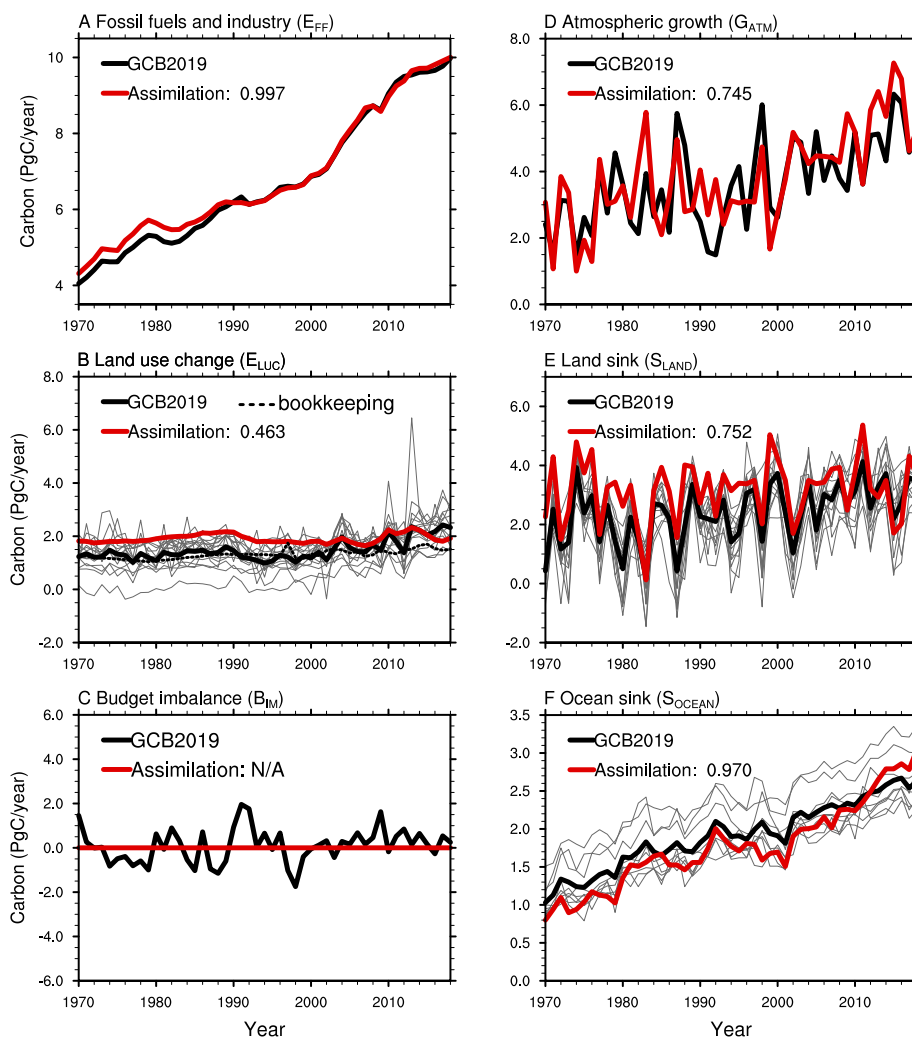 A Fossil fuels and industry (E_FF)
GCB2019
Assimilation: 0.997
Carbon (PgC/year)
10
8
6
4
1970 1980 1990 2000 2010
D Atmospheric growth (G_ATM)
GCB2019
Assimilation: 0.745
8.0
6.0
4.0
2.0
0.0
1970 1980 1990 2000 2010
B Land use change (E_LUC)
GCB2019 bookkeeping
Assimilation: 0.463
Carbon (PgC/year)
8.0
6.0
4.0
2.0
0.0
-2.0
1970 1980 1990 2000 2010
E Land sink (S_LAND)
GCB2019
Assimilation: 0.752
6.0
4.0
2.0
0.0
-2.0
1970 1980 1990 2000 2010
C Budget imbalance (B_IM)
GCB2019
Assimilation: N/A
Carbon (PgC/year)
6.0
4.0
2.0
0.0
-2.0
-4.0
-6.0
1970 1980 1990 2000 2010
Year
F Ocean sink (S_OCEAN)
GCB2019
Assimilation: 0.970
3.5
3.0
2.5
2.0
1.5
1.0
0.5
0.0
1970 1980 1990 2000 2010
Year